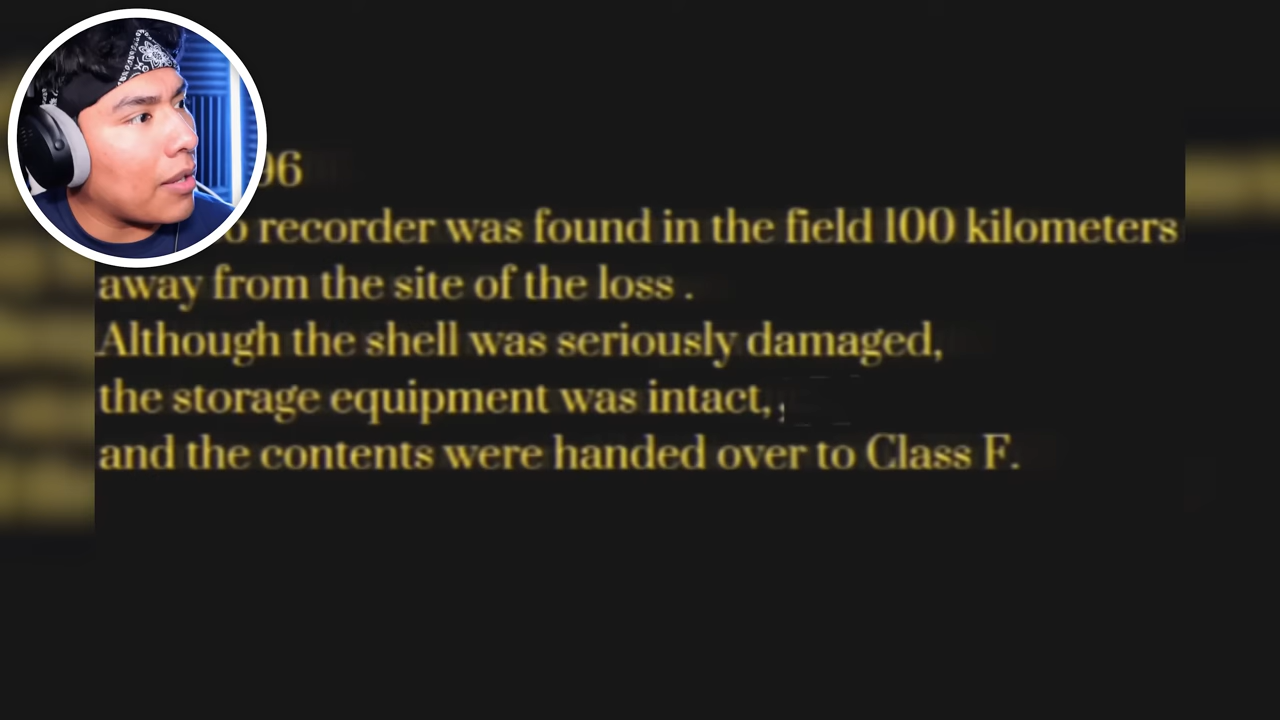 96
recorder was found in the field 100 kilometers
away from the site of the loss .
Although the shell was seriously damaged,
the storage equipment was intact, ,
and the contents were handed over to Class F.